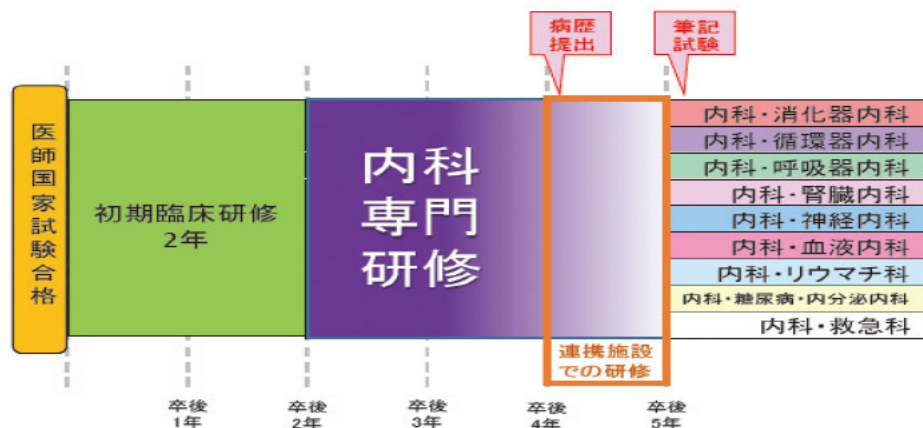 病歴
提出
筆記
試験
医師国家試験合格
初期臨床研修
2年
内科
専門
研修
内科・消化器内科
内科・循環器内科
内科・呼吸器内科
内科・腎臓内科
内科・神経内科
内科・血液内科
内科・リウマチ科
内科・糖尿病・内分泌内科
内科・救急科
連携施設
での研修
卒後
1年
卒後
2年
卒後
3年
卒後
4年
卒後
5年